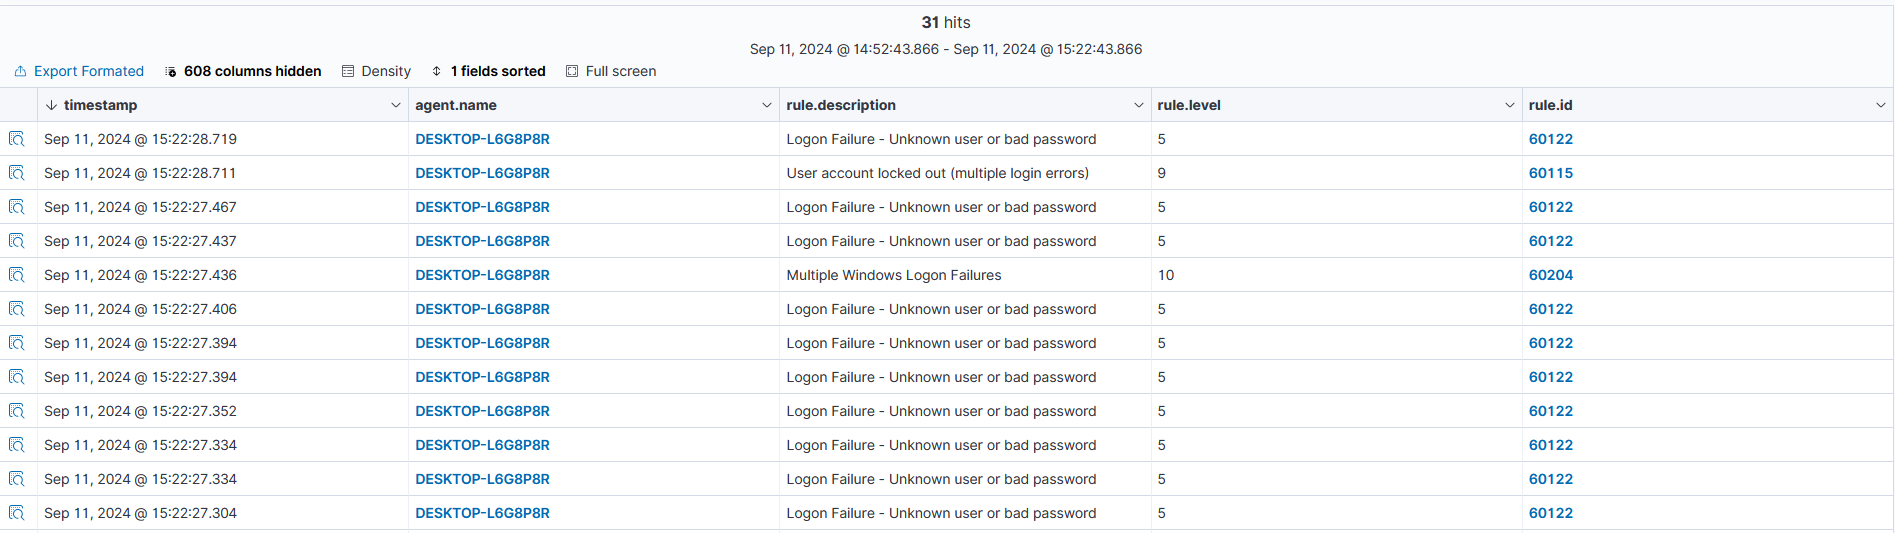 31 hits
Sep 11, 2024 @ 14:52:43.866 - Sep 11, 2024 @ 15:22:43.866
Export Formated 608 columns hidden Density 1 fields sorted Full screen
timestamp agent.name rule.description rule.level rule.id
Sep 11, 2024 @ 15:22:28.719 DESKTOP-L6G8P8R Logon Failure - Unknown user or bad password 5 60122
Sep 11, 2024 @ 15:22:28.711 DESKTOP-L6G8P8R User account locked out (multiple login errors) 9 60115
Sep 11, 2024 @ 15:22:27.467 DESKTOP-L6G8P8R Logon Failure - Unknown user or bad password 5 60122
Sep 11, 2024 @ 15:22:27.437 DESKTOP-L6G8P8R Logon Failure - Unknown user or bad password 5 60122
Sep 11, 2024 @ 15:22:27.436 DESKTOP-L6G8P8R Multiple Windows Logon Failures 10 60204
Sep 11, 2024 @ 15:22:27.406 DESKTOP-L6G8P8R Logon Failure - Unknown user or bad password 5 60122
Sep 11, 2024 @ 15:22:27.394 DESKTOP-L6G8P8R Logon Failure - Unknown user or bad password 5 60122
Sep 11, 2024 @ 15:22:27.394 DESKTOP-L6G8P8R Logon Failure - Unknown user or bad password 5 60122
Sep 11, 2024 @ 15:22:27.352 DESKTOP-L6G8P8R Logon Failure - Unknown user or bad password 5 60122
Sep 11, 2024 @ 15:22:27.334 DESKTOP-L6G8P8R Logon Failure - Unknown user or bad password 5 60122
Sep 11, 2024 @ 15:22:27.334 DESKTOP-L6G8P8R Logon Failure - Unknown user or bad password 5 60122
Sep 11, 2024 @ 15:22:27.304 DESKTOP-L6G8P8R Logon Failure - Unknown user or bad password 5 60122